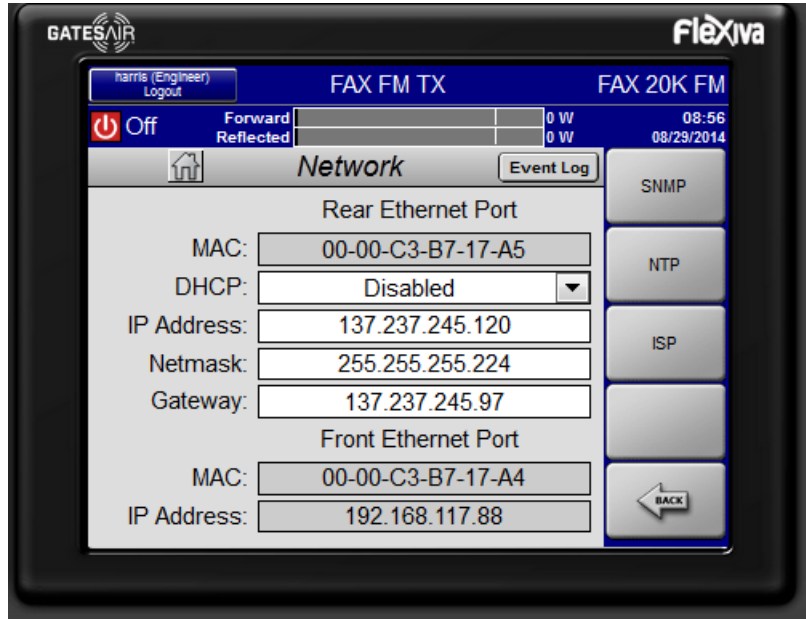 GATESAIR
Flexiva
harris (Engineer)
Logout
FAX FM TX
FAX 20K FM
Off
Forward
0 W
Reflected
0 W
08:56
08/29/2014
Network
Event Log
Rear Ethernet Port
MAC: 00-00-C3-B7-17-A5
DHCP: Disabled
IP Address: 137.237.245.120
Netmask: 255.255.255.224
Gateway: 137.237.245.97
Front Ethernet Port
MAC: 00-00-C3-B7-17-A4
IP Address: 192.168.117.88
SNMP
NTP
ISP
BACK